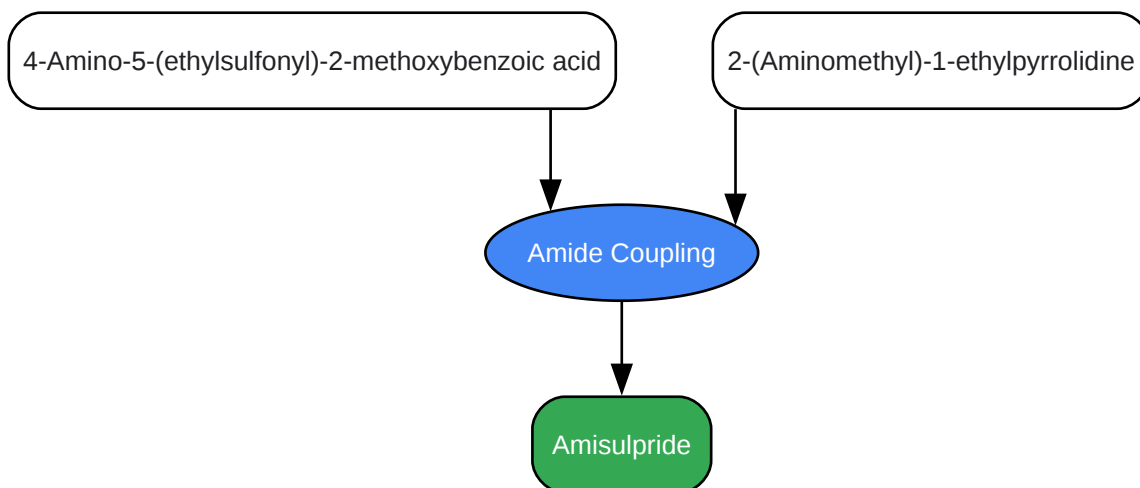 4-Amino-5-(ethylsulfonyl)-2-methoxybenzoic acid
2-(Aminomethyl)-1-ethylpyrrolidine
Amide Coupling
Amisulpride